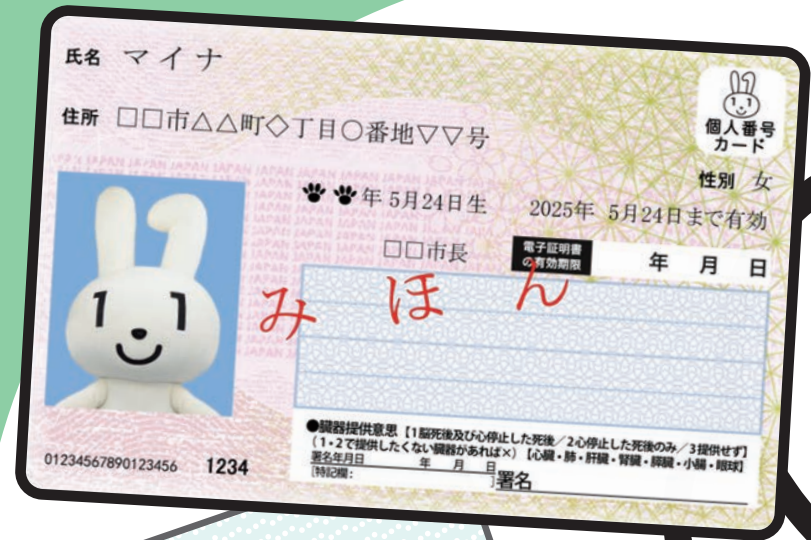 氏名 マイナ
住所 □□市△△町◇丁目○番地▽▽号
個人番号
カード
性別 女
年 5月24日生 2025年 5月24日まで有効
□□市長
電子証明書
の有効期限
年 月 日
みほん
●臓器提供意思【1脳死後及び心停止した死後／2心停止した死後のみ／3提供せず】
(1・2で提供したくない臓器があれば×)【心臓・肺・肝臓・腎臓・膵臓・小腸・眼球】
署名年月日 年 月 日
[特記欄: ]署名
01234567890123456 1234